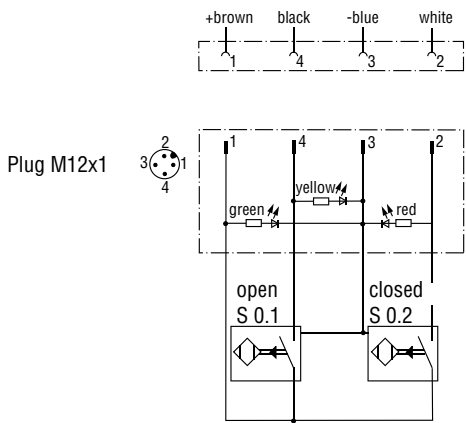 +brown black -blue white
1 4 3 2
Plug M12x1
2
3 1
4
1 4 3 2
yellow
green red
open closed
S 0.1 S 0.2